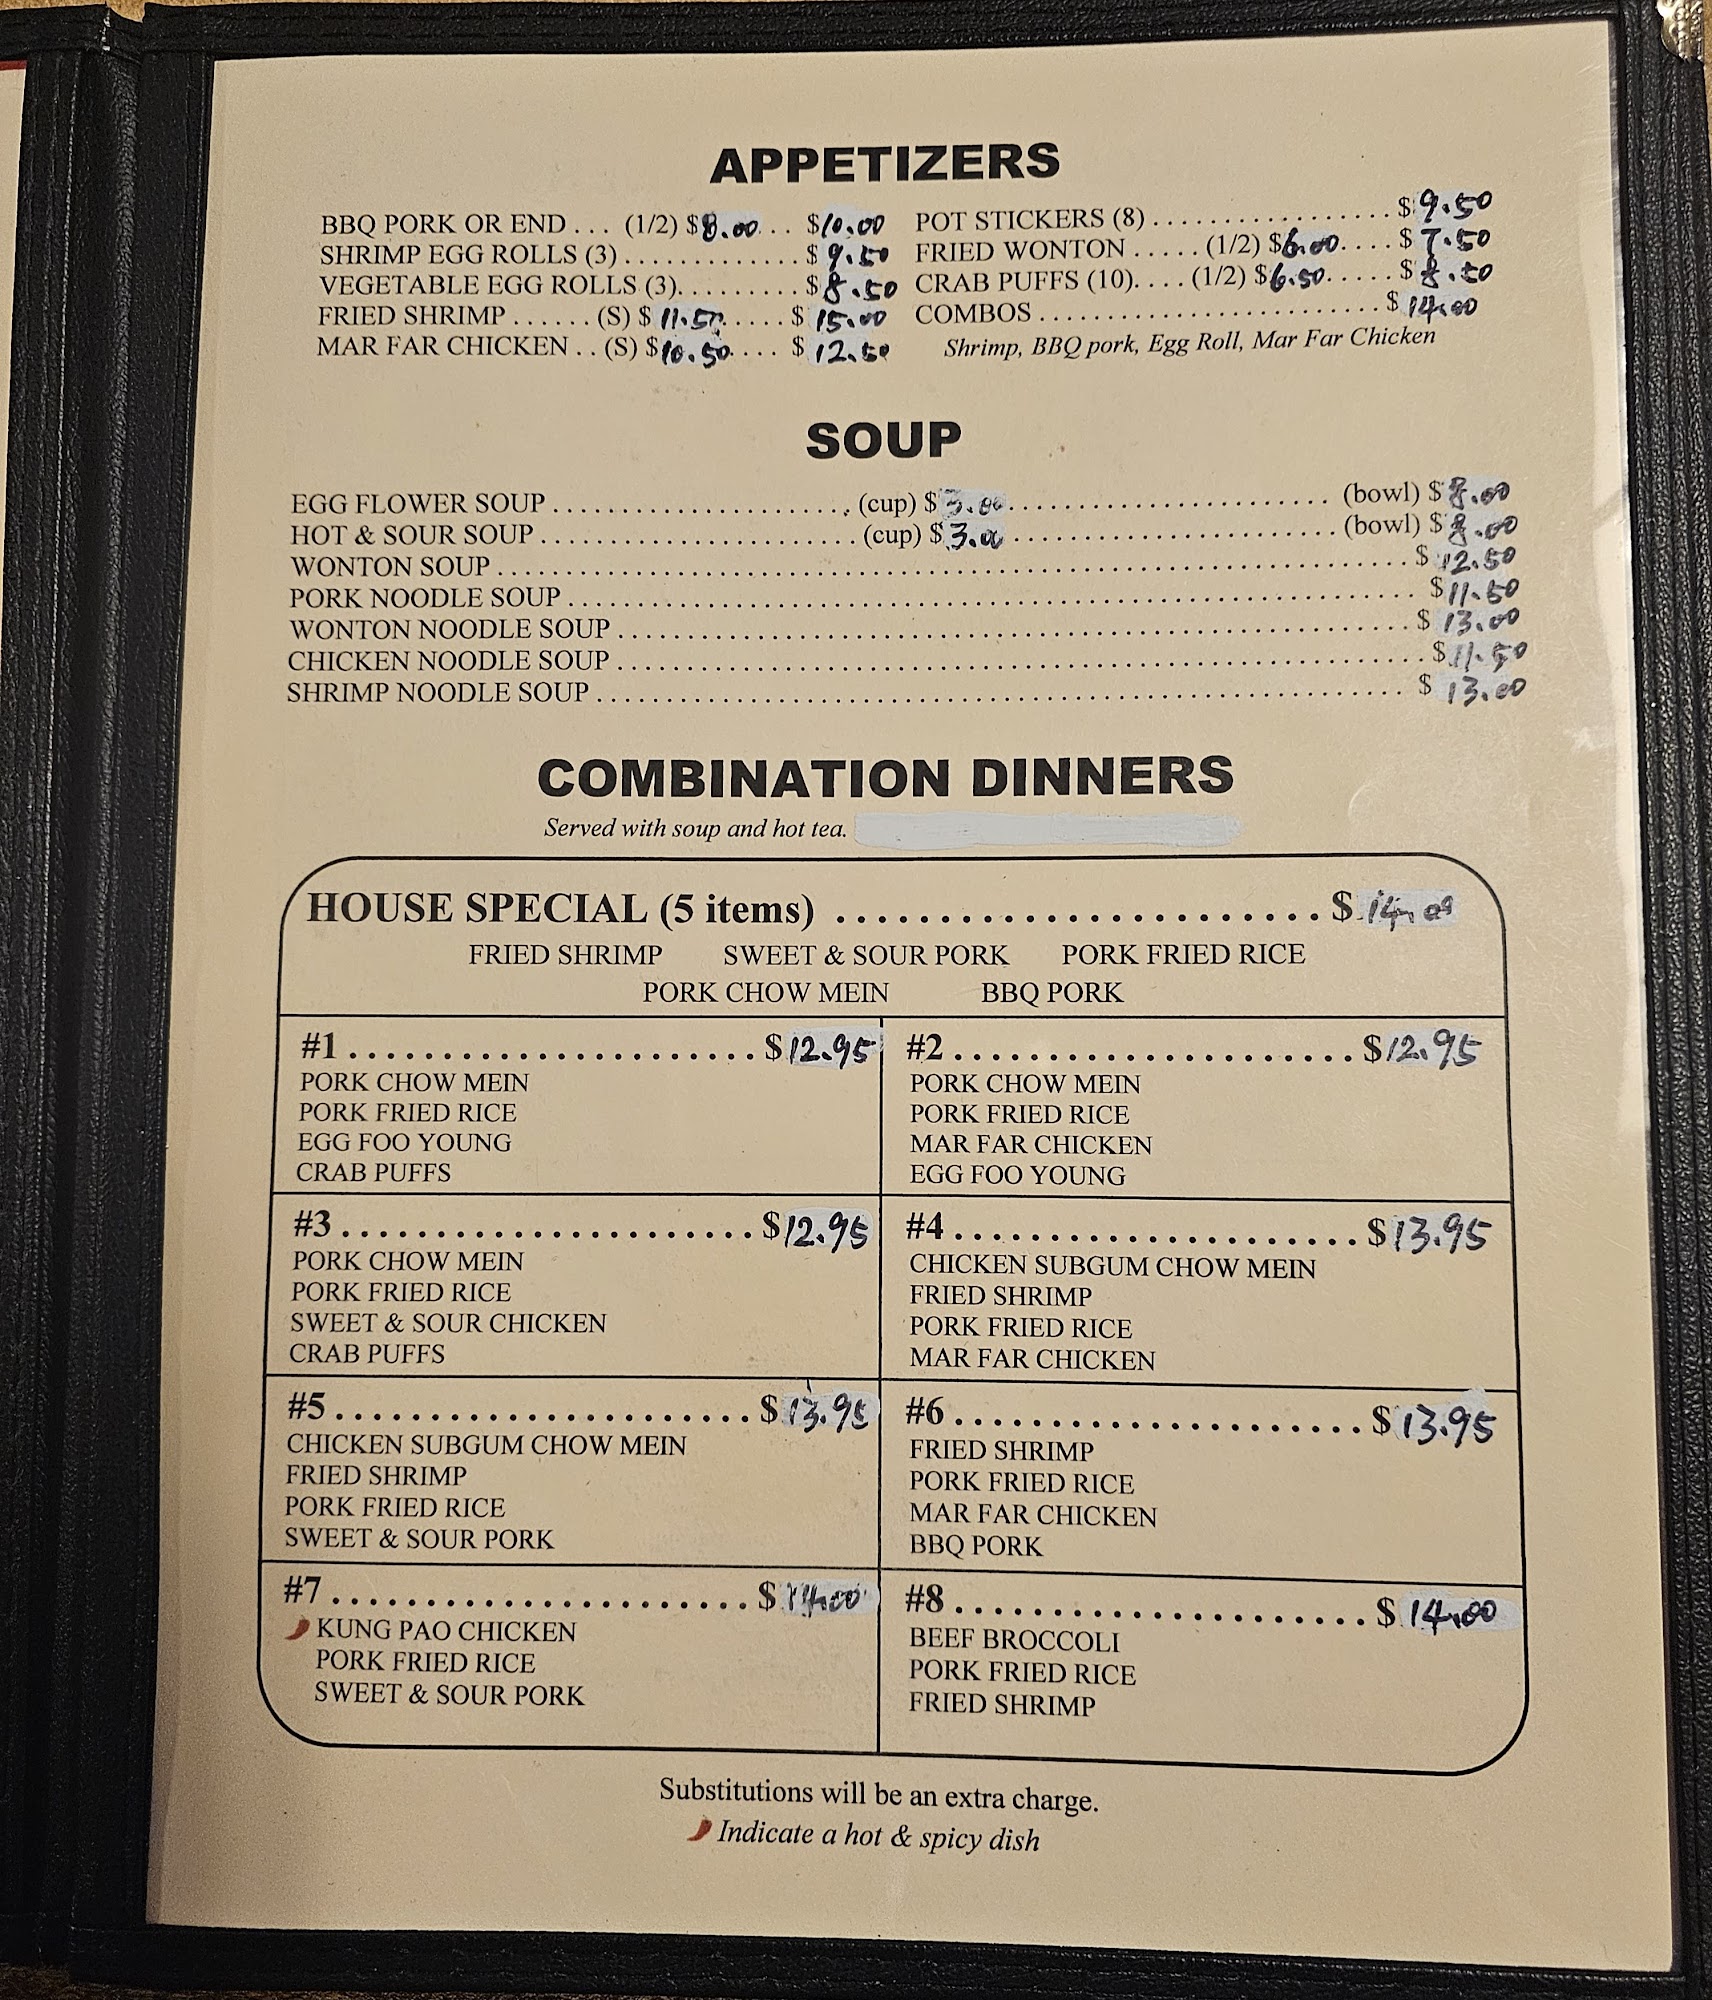 APPETIZERS
BBQ PORK OR END ... (1/2) $8.00 ... $10.00
SHRIMP EGG ROLLS (3) ............. $9.50
VEGETABLE EGG ROLLS (3) .......... $8.50
FRIED SHRIMP ...... (S) $11.50 ..... $15.00
MAR FAR CHICKEN .. (S) $10.50 .... $12.50
POT STICKERS (8) ................. $9.50
FRIED WONTON ..... (1/2) $6.00 .... $7.50
CRAB PUFFS (10) .... (1/2) $6.50 ..... $8.50
COMBOS ........................ $14.00
Shrimp, BBQ pork, Egg Roll, Mar Far Chicken
SOUP
EGG FLOWER SOUP ........................ (cup) $3.00 .......................... (bowl) $8.00
HOT & SOUR SOUP ........................ (cup) $3.00 .......................... (bowl) $8.00
WONTON SOUP ........................ $12.50
PORK NOODLE SOUP ........................ $11.50
WONTON NOODLE SOUP ........................ $13.00
CHICKEN NOODLE SOUP ........................ $11.50
SHRIMP NOODLE SOUP ........................ $13.00
COMBINATION DINNERS
Served with soup and hot tea.
HOUSE SPECIAL (5 items) ....................... $14.00
FRIED SHRIMP SWEET & SOUR PORK PORK FRIED RICE
PORK CHOW MEIN BBQ PORK
#1 ..................... $12.95
PORK CHOW MEIN
PORK FRIED RICE
EGG FOO YOUNG
CRAB PUFFS
#2 ..................... $12.95
PORK CHOW MEIN
PORK FRIED RICE
MAR FAR CHICKEN
EGG FOO YOUNG
#3 ..................... $12.95
PORK CHOW MEIN
PORK FRIED RICE
SWEET & SOUR CHICKEN
CRAB PUFFS
#4 ..................... $13.95
CHICKEN SUBGUM CHOW MEIN
FRIED SHRIMP
PORK FRIED RICE
MAR FAR CHICKEN
#5 ..................... $13.95
CHICKEN SUBGUM CHOW MEIN
FRIED SHRIMP
PORK FRIED RICE
SWEET & SOUR PORK
#6 ..................... $13.95
FRIED SHRIMP
PORK FRIED RICE
MAR FAR CHICKEN
BBQ PORK
#7 ..................... $14.00
KUNG PAO CHICKEN
PORK FRIED RICE
SWEET & SOUR PORK
#8 ..................... $14.00
BEEF BROCCOLI
PORK FRIED RICE
FRIED SHRIMP
Substitutions will be an extra charge.
Indicate a hot & spicy dish